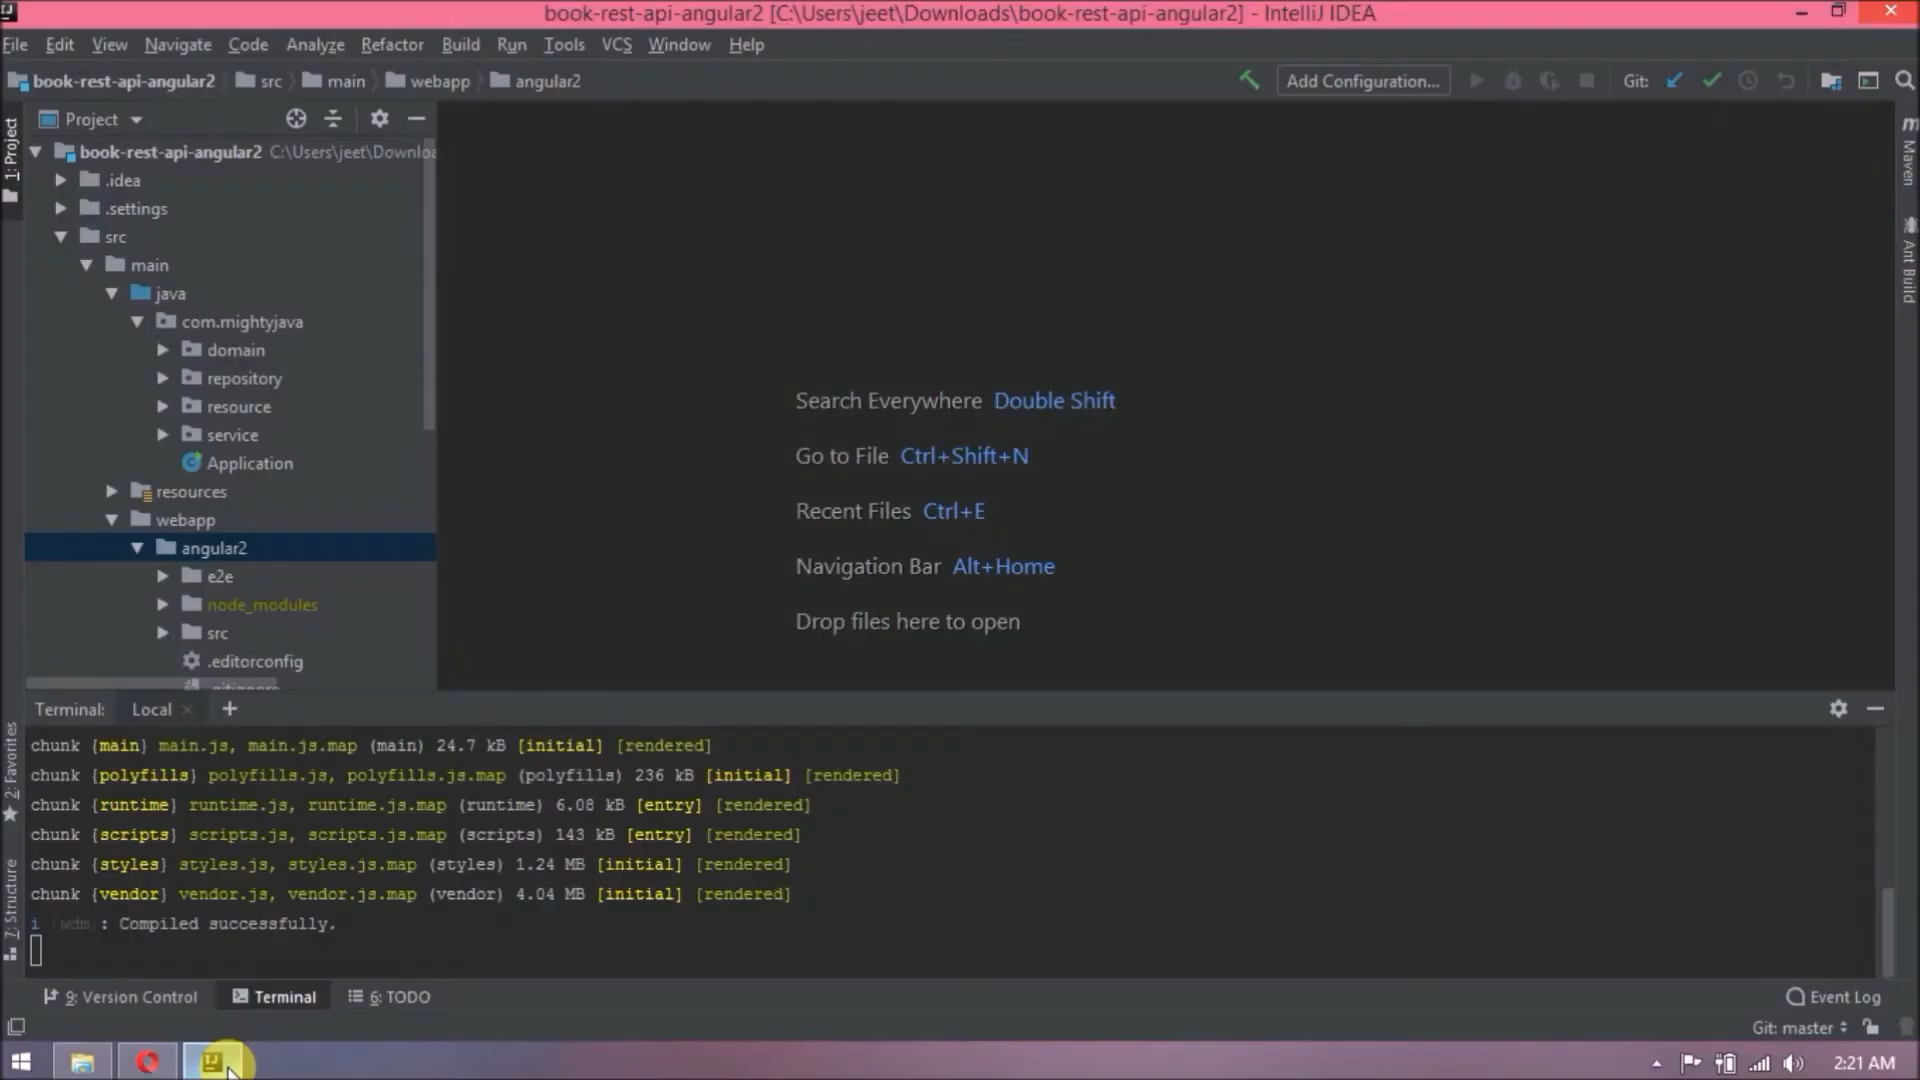 book-rest-api-angular2 [C:\Users\jeet\Downloads\book-rest-api-angular2] - IntelliJ IDEA
File Edit View Navigate Code Analyze Refactor Build Run Tools VCS Window Help
book-rest-api-angular2 src main webapp angular2 Add Configuration... Git:
Project
1: Project
book-rest-api-angular2 C:\Users\jeet\Downloa
.idea
.settings
src
main
java
com.mightyjava
domain
repository
resource
service
Application
resources
webapp
angular2
e2e
node_modules
src
.editorconfig
.gitignore
Search Everywhere Double Shift
Go to File Ctrl+Shift+N
Recent Files Ctrl+E
Navigation Bar Alt+Home
Drop files here to open
Maven
Ant Build
Terminal: Local
2: Favorites
7: Structure
chunk {main} main.js, main.js.map (main) 24.7 kB [initial] [rendered]
chunk {polyfills} polyfills.js, polyfills.js.map (polyfills) 236 kB [initial] [rendered]
chunk {runtime} runtime.js, runtime.js.map (runtime) 6.08 kB [entry] [rendered]
chunk {scripts} scripts.js, scripts.js.map (scripts) 143 kB [entry] [rendered]
chunk {styles} styles.js, styles.js.map (styles) 1.24 MB [initial] [rendered]
chunk {vendor} vendor.js, vendor.js.map (vendor) 4.04 MB [initial] [rendered]
i ｢wdm｣: Compiled successfully.
9: Version Control Terminal 6: TODO Event Log
Git: master
2:21 AM